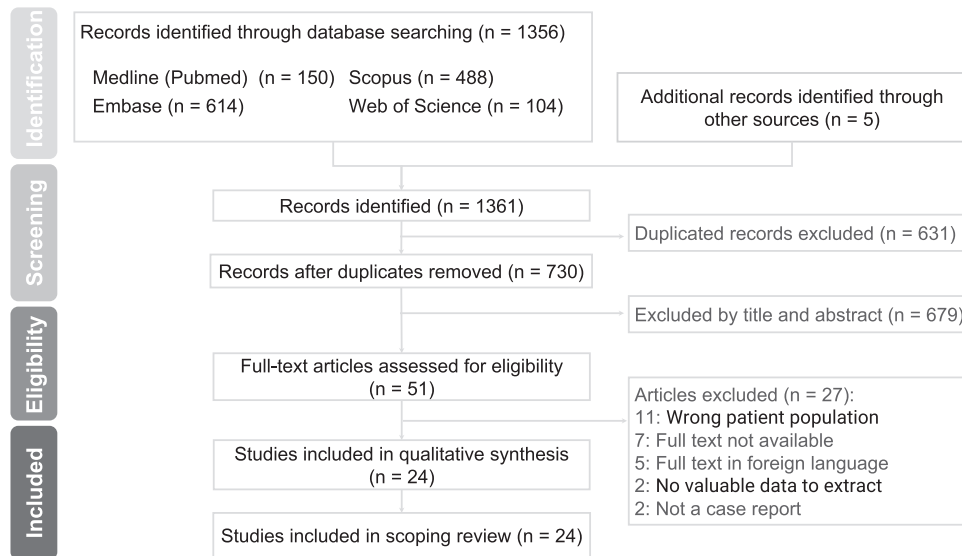 Identification
Records identified through database searching (n = 1356)
Medline (Pubmed) (n = 150) Scopus (n = 488)
Embase (n = 614) Web of Science (n = 104)
Additional records identified through
other sources (n = 5)
Screening
Records identified (n = 1361)
Duplicated records excluded (n = 631)
Records after duplicates removed (n = 730)
Excluded by title and abstract (n = 679)
Eligibility
Full-text articles assessed for eligibility
(n = 51)
Articles excluded (n = 27):
11: Wrong patient population
7: Full text not available
5: Full text in foreign language
2: No valuable data to extract
2: Not a case report
Included
Studies included in qualitative synthesis
(n = 24)
Studies included in scoping review (n = 24)